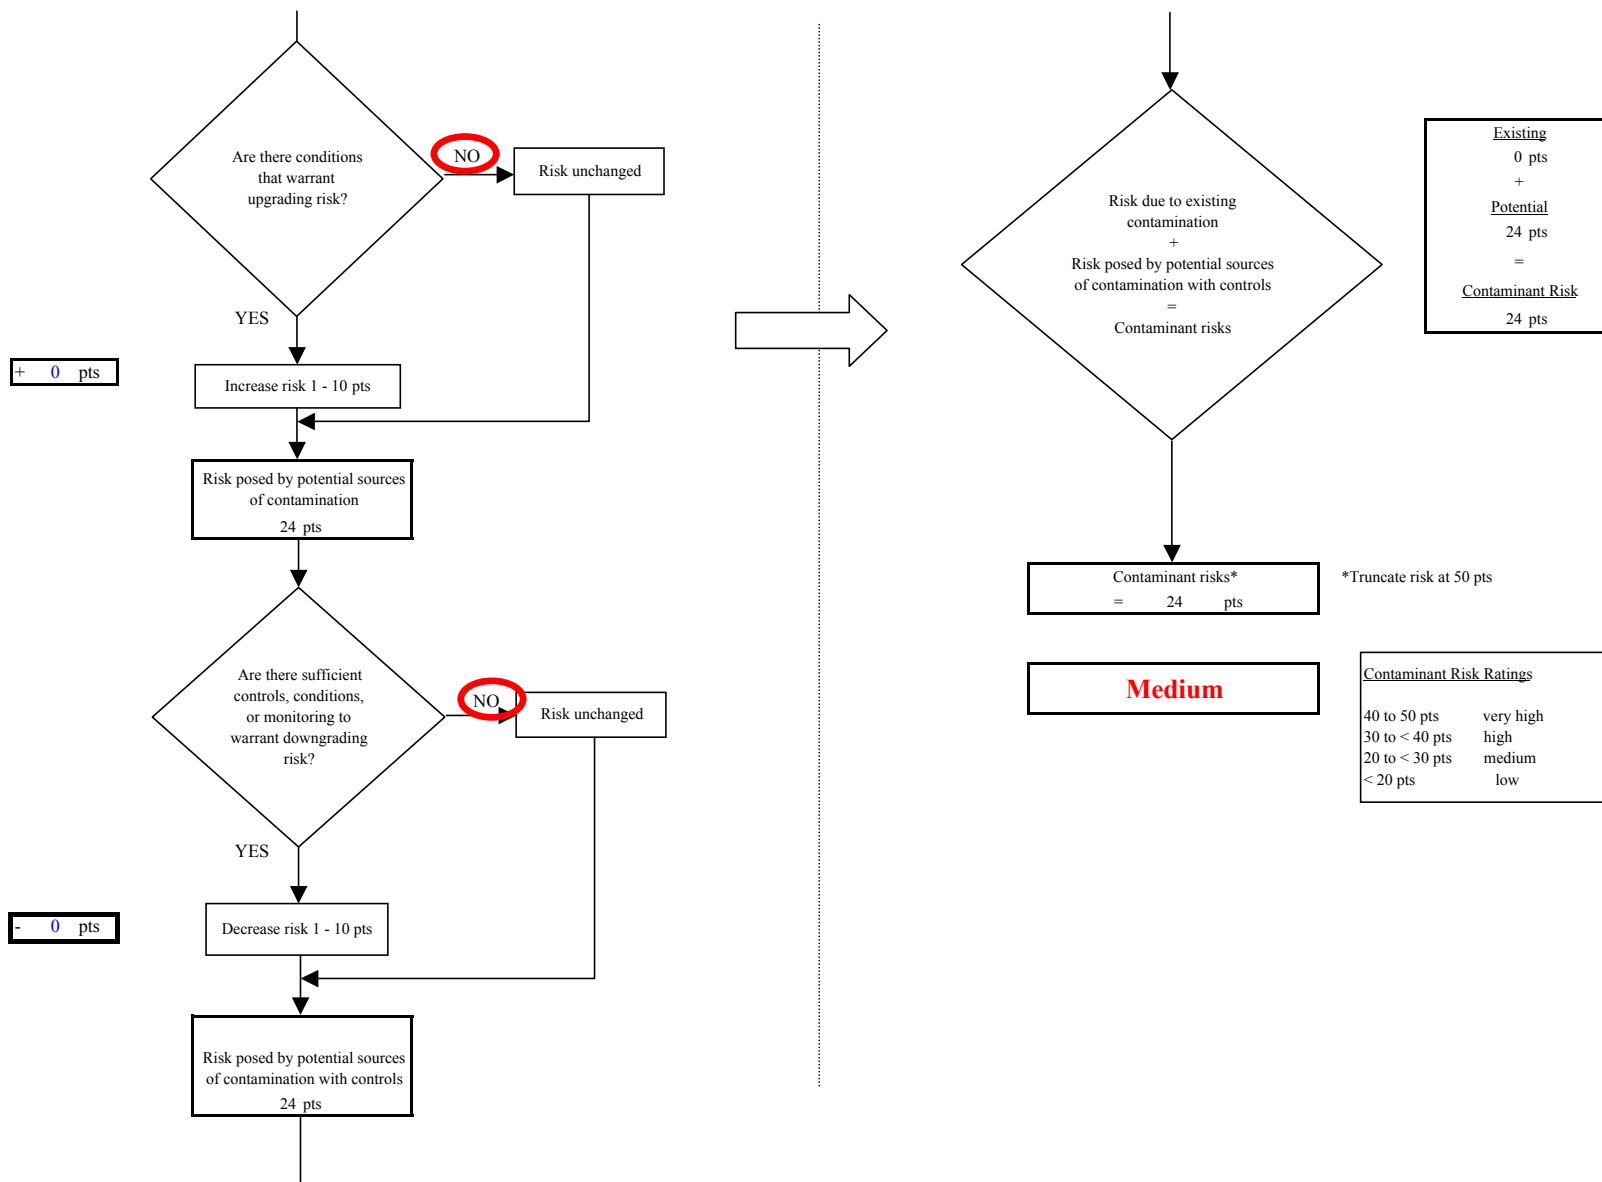 Are there conditions
that warrant
upgrading risk?
NO
Risk unchanged
YES
+ 0 pts
Increase risk 1 - 10 pts
Risk posed by potential sources
of contamination
24 pts
Are there sufficient
controls, conditions,
or monitoring to
warrant downgrading
risk?
NO
Risk unchanged
YES
- 0 pts
Decrease risk 1 - 10 pts
Risk posed by potential sources
of contamination with controls
24 pts
Risk due to existing
contamination
+
Risk posed by potential sources
of contamination with controls
=
Contaminant risks
Existing
0 pts
+
Potential
24 pts
=
Contaminant Risk
24 pts
Contaminant risks*
= 24 pts
*Truncate risk at 50 pts
Medium
Contaminant Risk Ratings
40 to 50 pts very high
30 to < 40 pts high
20 to < 30 pts medium
< 20 pts low